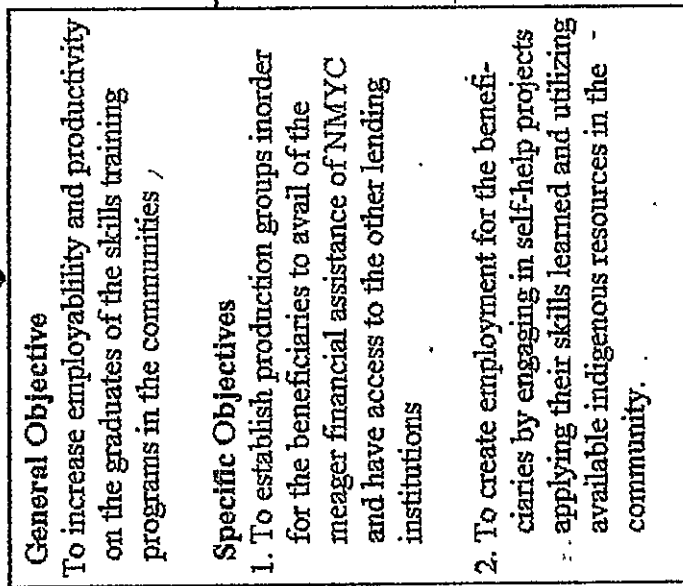 General Objective
To increase employablility and productivity
on the graduates of the skills training
programs in the communities
Specific Objectives
1. To establish production groups inorder
for the beneficiaries to avail of the
meager financial assistance of NMYC
and have access to the other lending
institutions
2. To create employment for the benefi-
ciaries by engaging in self-help projects
applying their skills learned and utilizing
available indigenous resources in the
community.